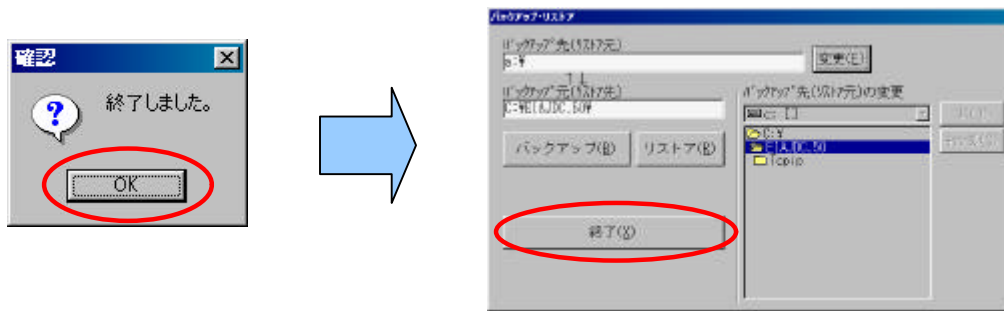 確認
終了しました。
OK
バックアップ・リストア
バックアップ先(リストア元)
a:¥
変更(E)
↑↓
バックアップ元(リストア先)
バックアップ先(リストア元)の変更
c: []
C:¥
バックアップ(B)
リストア(R)
終了(X)